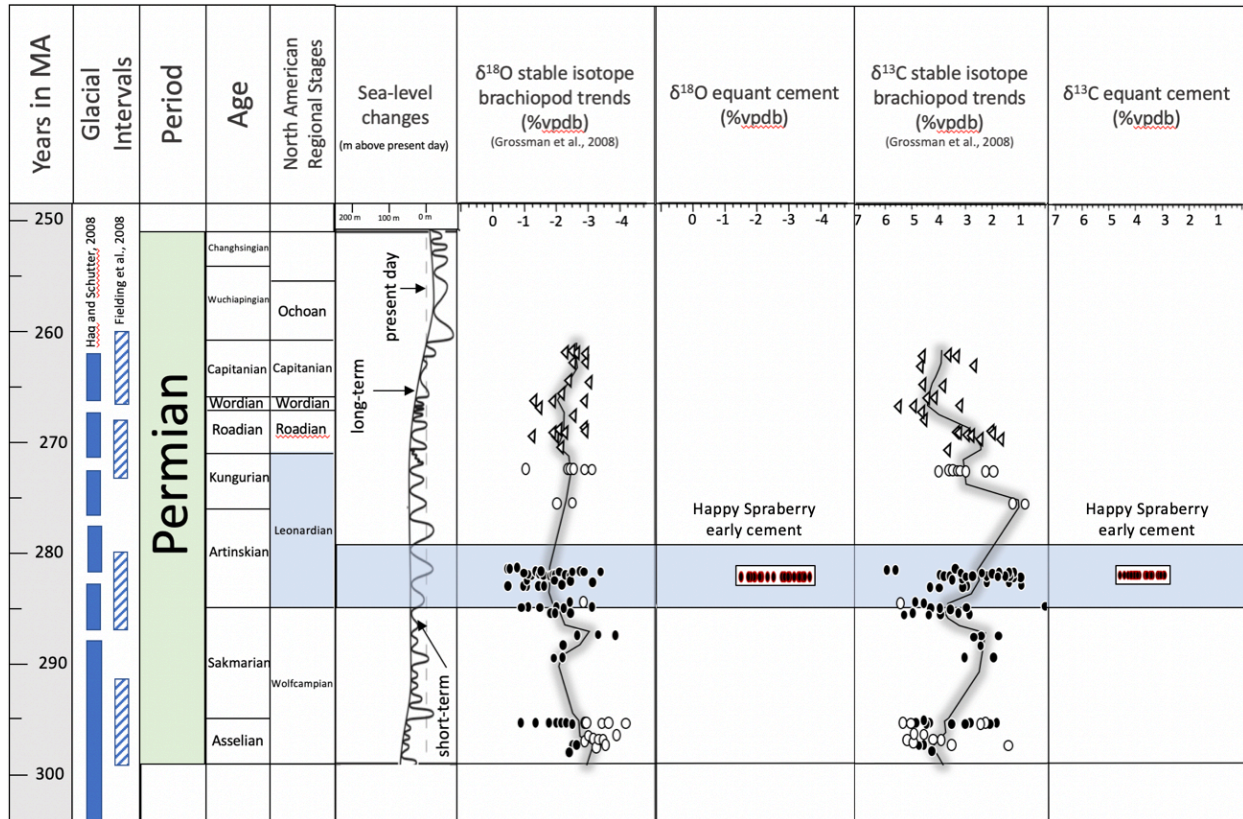 Years in MA
Glacial
Intervals
Period
Age
North American
Regional Stages
Sea-level
changes
(m above present day)
δ18O stable isotope
brachiopod trends
(%vpdb)
(Grossman et al., 2008)
δ18O equant cement
(%vpdb)
δ13C stable isotope
brachiopod trends
(%vpdb)
(Grossman et al., 2008)
δ13C equant cement
(%vpdb)
250
260
270
280
290
300
Haq and Schutter, 2008
Fielding et al., 2008
Permian
Changhsingian
Wuchiapingian
Capitanian
Wordian
Roadian
Kungurian
Artinskian
Sakmarian
Asselian
Ochoan
Capitanian
Wordian
Roadian
Leonardian
Wolfcampian
200 m 100 m 0 m
present day
long-term
short-term
0 -1 -2 -3 -4
0 -1 -2 -3 -4
7 5 4 3 2 1
7 5 4 3 2 1
Happy Spraberry
early cement
Happy Spraberry
early cement